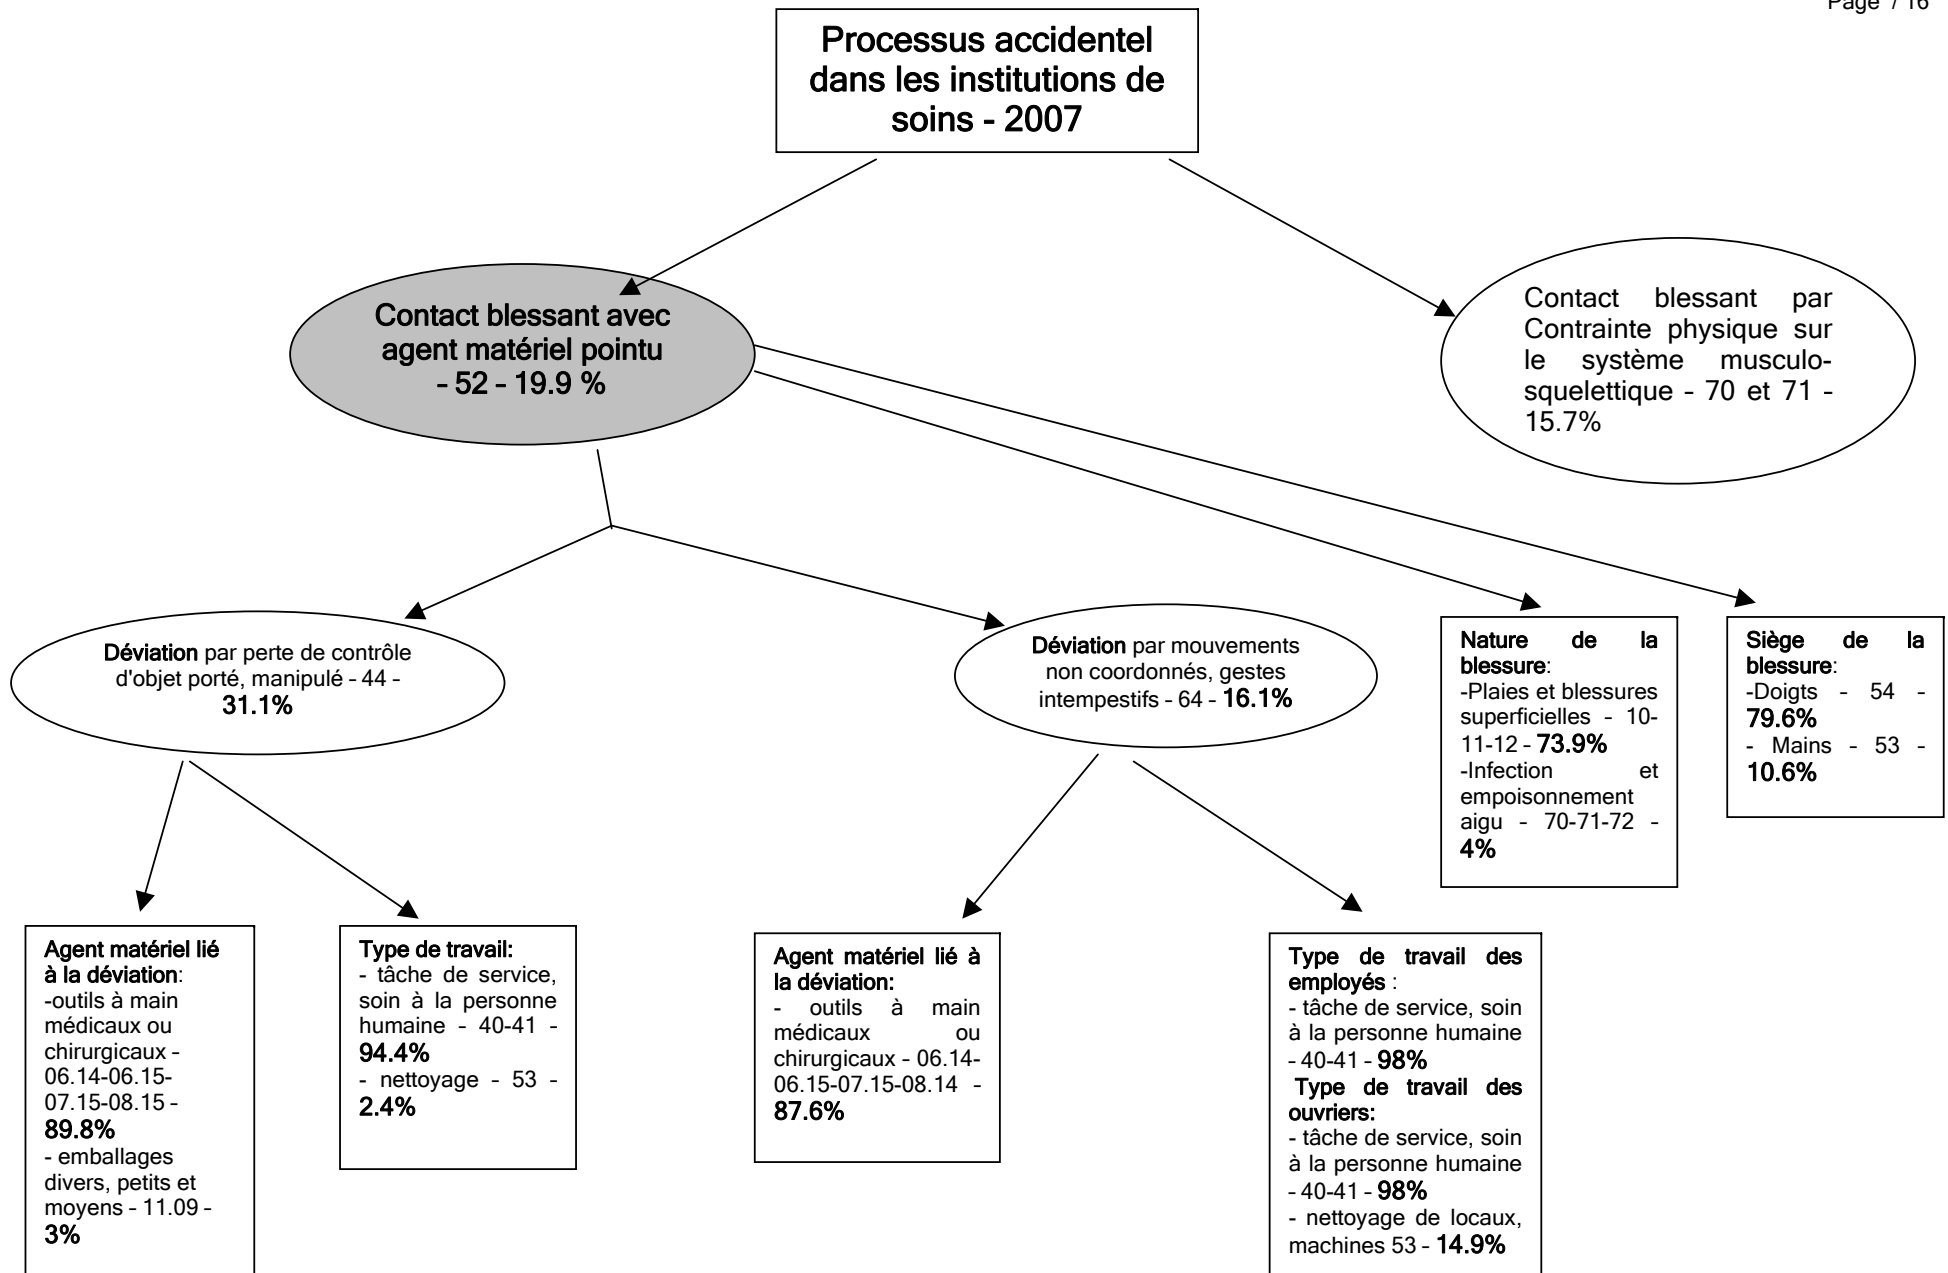 Page / 16
Processus accidentel
dans les institutions de
soins - 2007
Contact blessant avec
agent matériel pointu
- 52 - 19.9 %
Contact blessant par
Contrainte physique sur
le système musculo-
squelettique - 70 et 71 -
15.7%
Déviation par perte de contrôle
d'objet porté, manipulé - 44 -
31.1%
Déviation par mouvements
non coordonnés, gestes
intempestifs - 64 - 16.1%
Nature de la
blessure:
-Plaies et blessures
superficielles - 10-
11-12 - 73.9%
-Infection et
empoisonnement
aigu - 70-71-72 -
4%
Siège de la
blessure:
-Doigts - 54 -
79.6%
- Mains - 53 -
10.6%
Agent matériel lié
à la déviation:
-outils à main
médicaux ou
chirurgicaux -
06.14-06.15-
07.15-08.15 -
89.8%
- emballages
divers, petits et
moyens - 11.09 -
3%
Type de travail:
- tâche de service,
soin à la personne
humaine - 40-41 -
94.4%
- nettoyage - 53 -
2.4%
Agent matériel lié à
la déviation:
- outils à main
médicaux ou
chirurgicaux - 06.14-
06.15-07.15-08.14 -
87.6%
Type de travail des
employés :
- tâche de service, soin
à la personne humaine
- 40-41 - 98%
Type de travail des
ouvriers:
- tâche de service, soin
à la personne humaine
- 40-41 - 98%
- nettoyage de locaux,
machines 53 - 14.9%